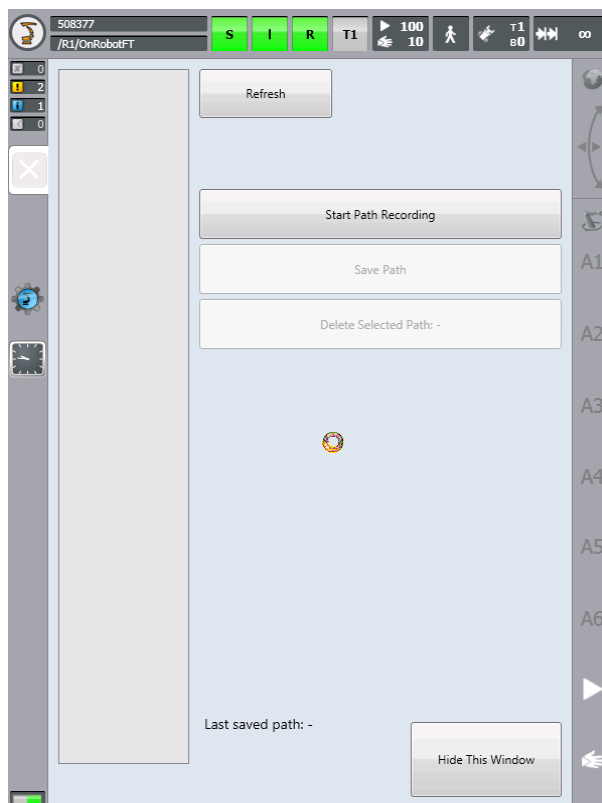 508377
/R1/OnRobotFT
S
I
R
T1
100
10
T1
B0
∞
0
2
1
0
Refresh
Start Path Recording
Save Path
Delete Selected Path: -
A1
A2
A3
A4
A5
A6
Last saved path: -
Hide This Window